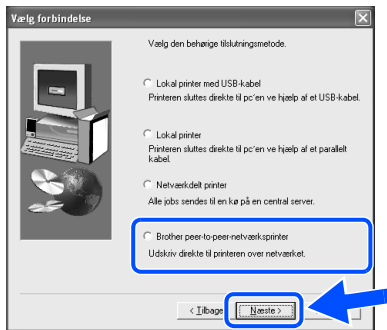 Vælg forbindelse
Vælg den behørige tilslutningsmetode.
Lokal printer med USB-kabel
Printeren sluttes direkte til pc'en ve hjælp af et USB-kabel.
Lokal printer
Printeren sluttes direkte til pc'en ve hjælp af et parallelt
kabel.
Netværkdelt printer
Alle jobs sendes til en kø på en central server.
Brother peer-to-peer-netværksprinter
Udskriv direkte til printeren over netværket.
< Tilbage
Næste >